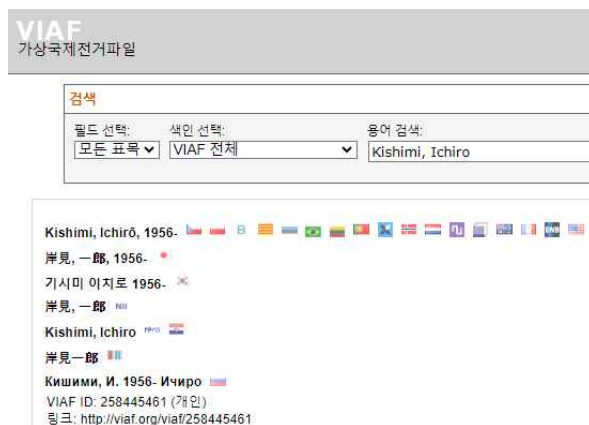 VIAF
가상국제전거파일
검색
필드 선택: 색인 선택: 용어 검색:
모든 표목 VIAF 전체 Kishimi, Ichiro
Kishimi, Ichirō, 1956- B DNB
岸見, 一郎, 1956-
기시미 이치로 1956-
岸見, 一郎 NII
Kishimi, Ichiro rero
岸見一郎
Кишими, И. 1956- Ичиро
VIAF ID: 258445461 (개인)
링크: http://viaf.org/viaf/258445461